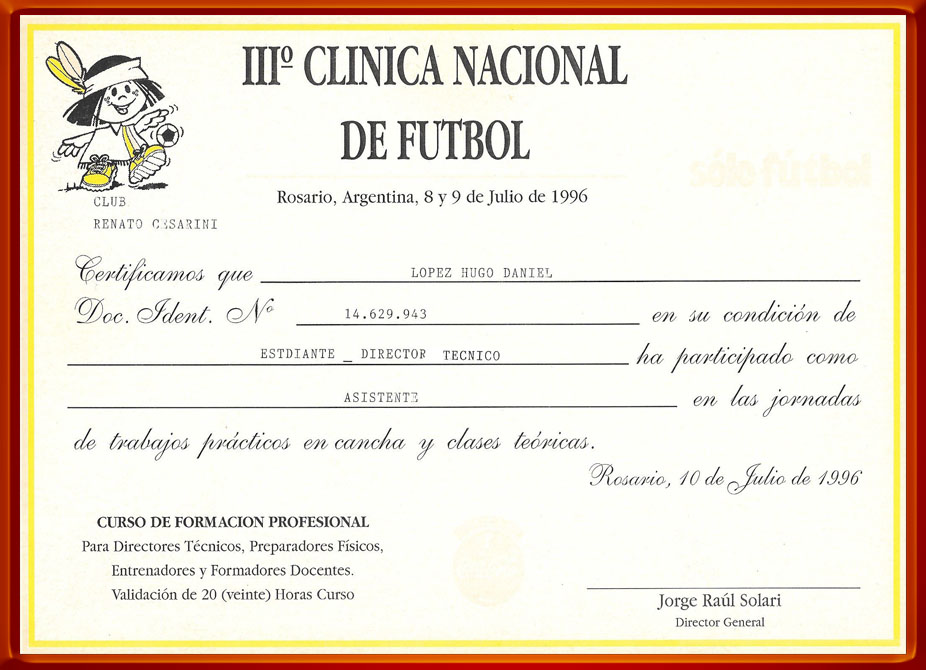 IIIº CLINICA NACIONAL
DE FUTBOL
Rosario, Argentina, 8 y 9 de Julio de 1996
CLUB
RENATO CESARINI
Certificamos que LOPEZ HUGO DANIEL
Doc. Ident. Nº 14.629.943 en su condición de
ESTDIANTE _ DIRECTOR TECNICO ha participado como
ASISTENTE en las jornadas
de trabajos prácticos en cancha y clases teóricas.
Rosario, 10 de Julio de 1996
CURSO DE FORMACION PROFESIONAL
Para Directores Técnicos, Preparadores Físicos,
Entrenadores y Formadores Docentes.
Validación de 20 (veinte) Horas Curso
Jorge Raúl Solari
Director General